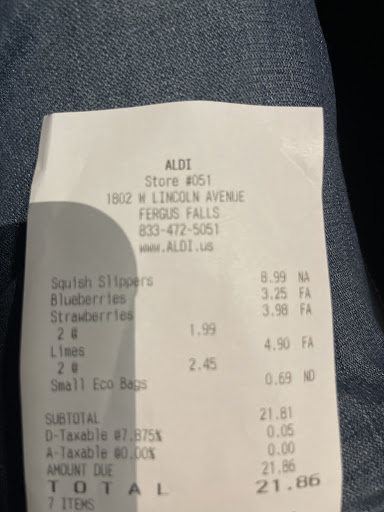 ALDI
Store #051
1802 W LINCOLN AVENUE
FERGUS FALLS
833-472-5051
www.ALDI.us
Squish Slippers 8.99 NA
Blueberries 3.25 FA
Strawberries 3.98 FA
2 @ 1.99
Limes 4.90 FA
2 @ 2.45
Small Eco Bags 0.69 ND
SUBTOTAL 21.81
D-Taxable @7.875% 0.05
A-Taxable @0.00% 0.00
AMOUNT DUE 21.86
TOTAL 21.86
7 ITEMS